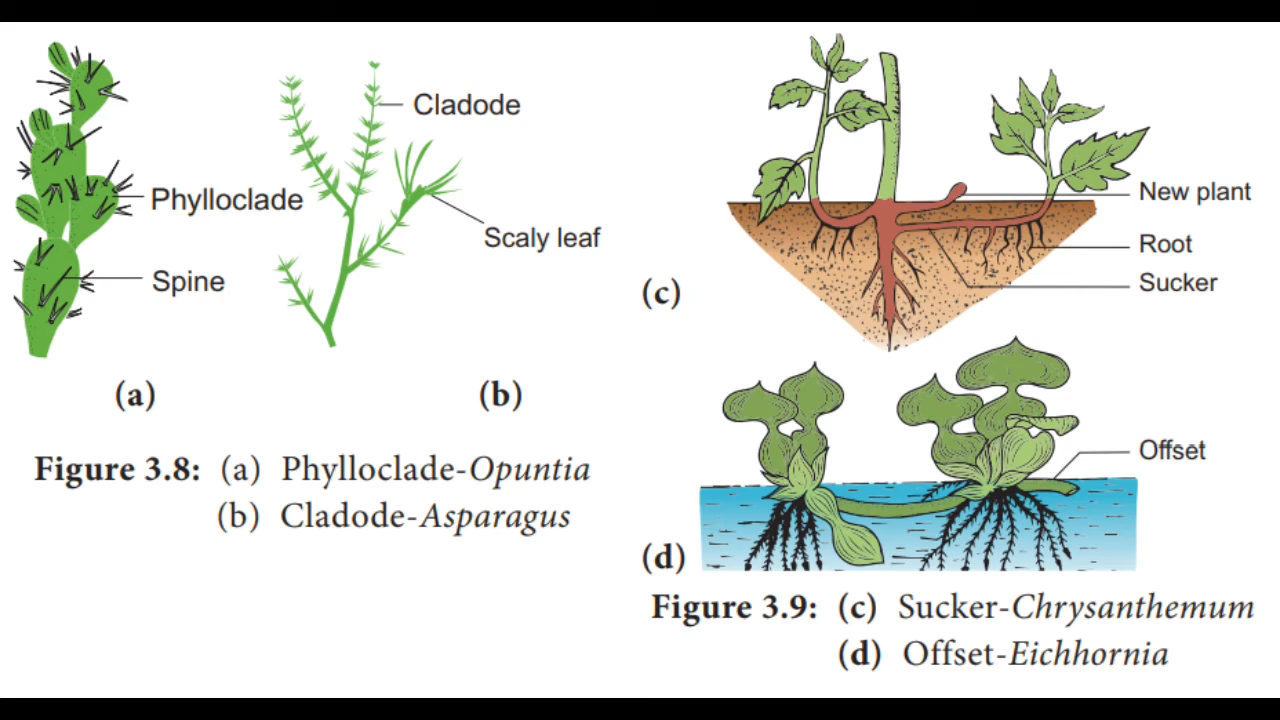 Cladode
Phylloclade
Scaly leaf
Spine
(a)
(b)
Figure 3.8: (a) Phylloclade-Opuntia
(b) Cladode-Asparagus
New plant
Root
Sucker
(c)
Offset
(d)
Figure 3.9: (c) Sucker-Chrysanthemum
(d) Offset-Eichhornia